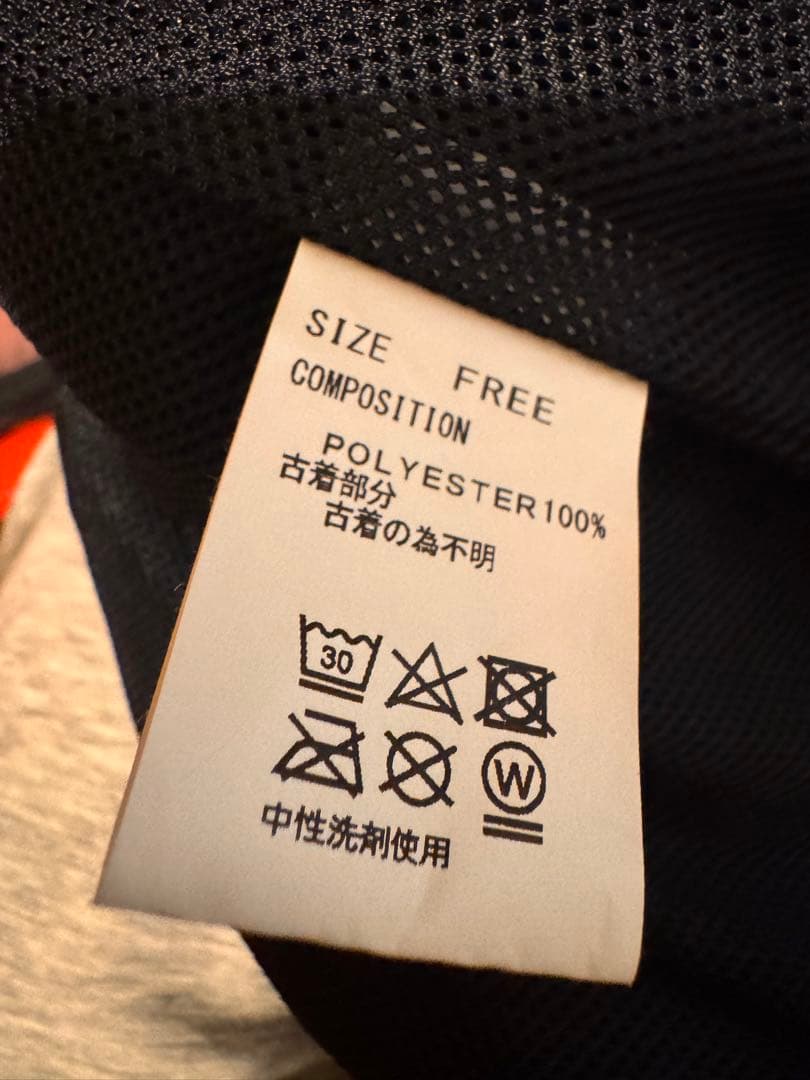 SIZE FREE
COMPOSITION
POLYESTER100%
古着部分
古着の為不明
30
W
中性洗剤使用